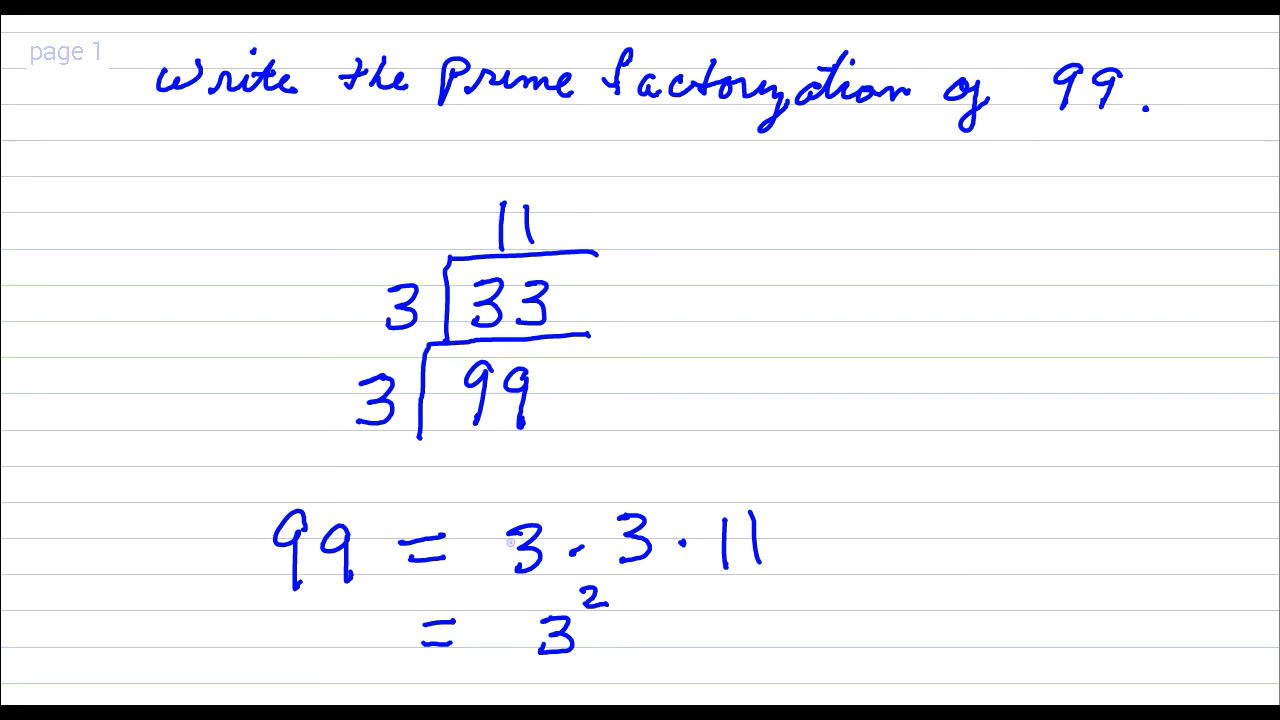 page 1
Write the Prime factorization of 99.
11
3 33
3 99
99 = 3 . 3 . 11
= 3²